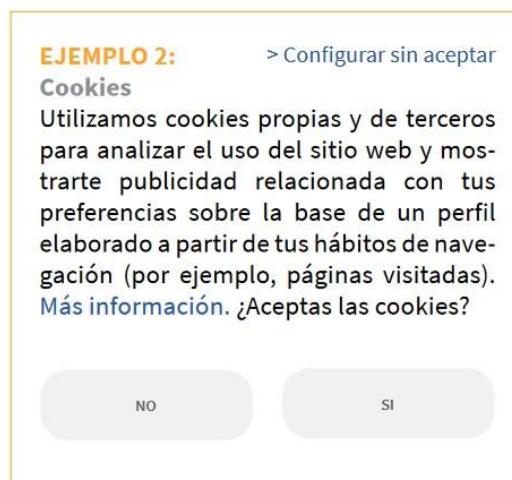 EJEMPLO 2: > Configurar sin aceptar
Cookies
Utilizamos cookies propias y de terceros
para analizar el uso del sitio web y mos-
trarte publicidad relacionada con tus
preferencias sobre la base de un perfil
elaborado a partir de tus hábitos de nave-
gación (por ejemplo, páginas visitadas).
Más información. ¿Aceptas las cookies?
NO SI